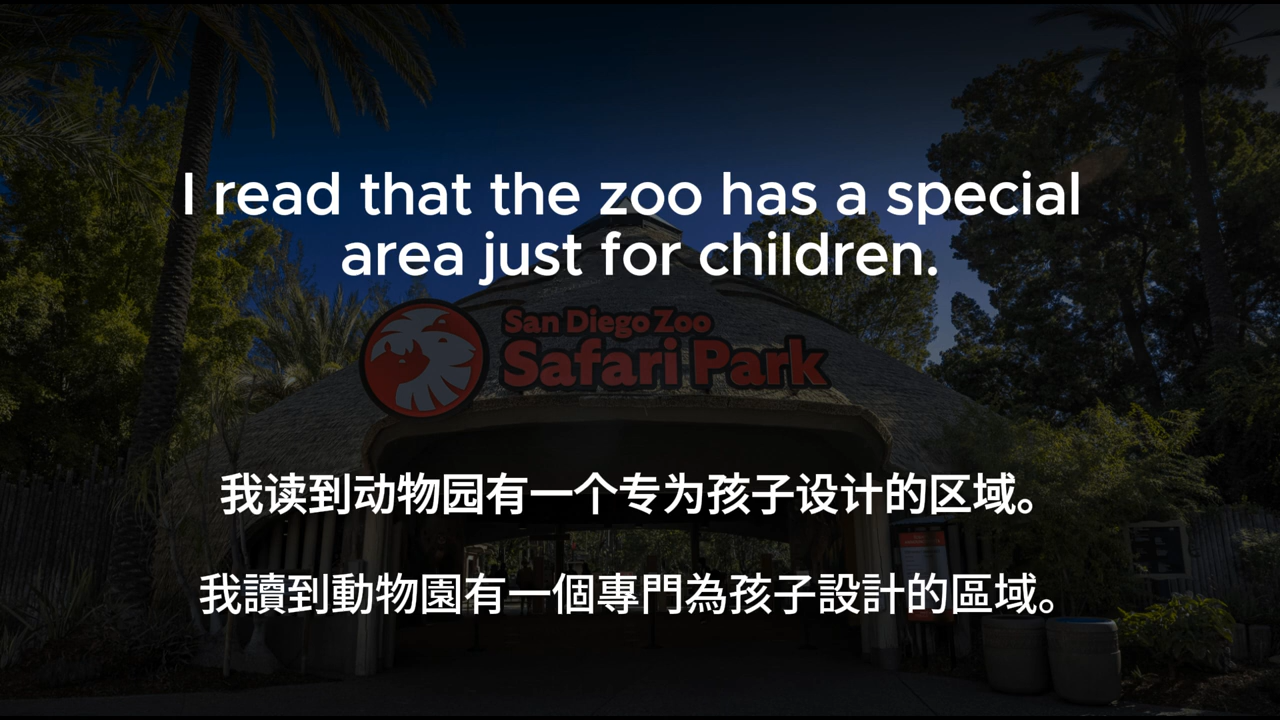 I read that the zoo has a special
area just for children.
San Diego Zoo
Safari Park
我读到动物园有一个专为孩子设计的区域。
我讀到動物園有一個專門為孩子設計的區域。